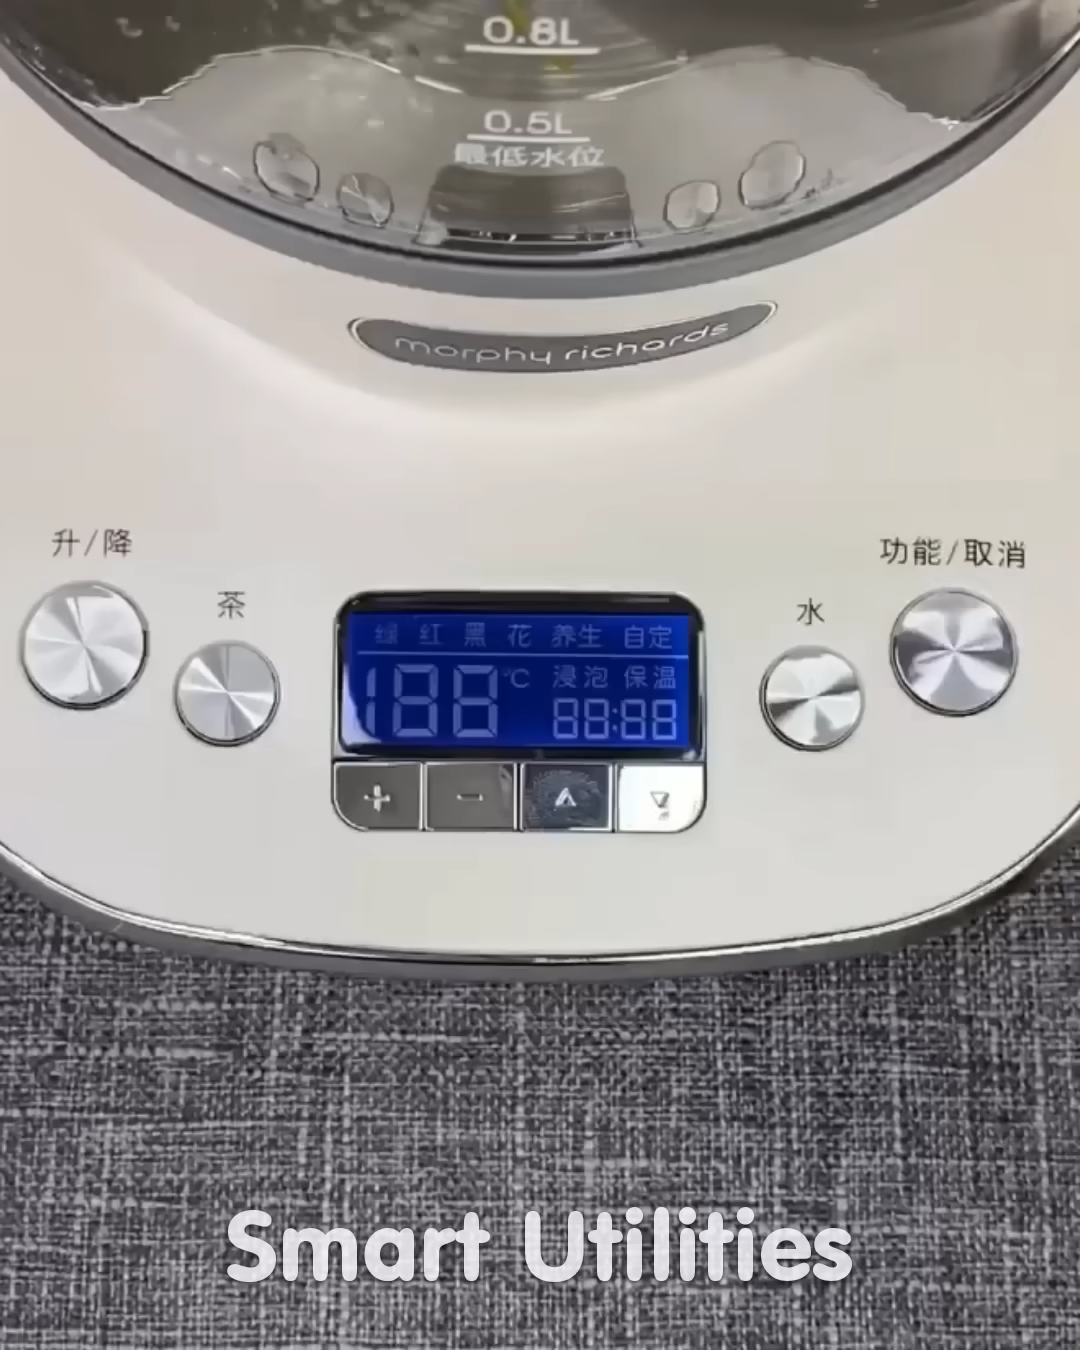 0.8L
0.5L
最低水位
morphy richards
升/降
茶
水
功能/取消
绿 红 黑 花 养生 自定
188°C 浸泡 保温
88:88
+ -
Smart Utilities